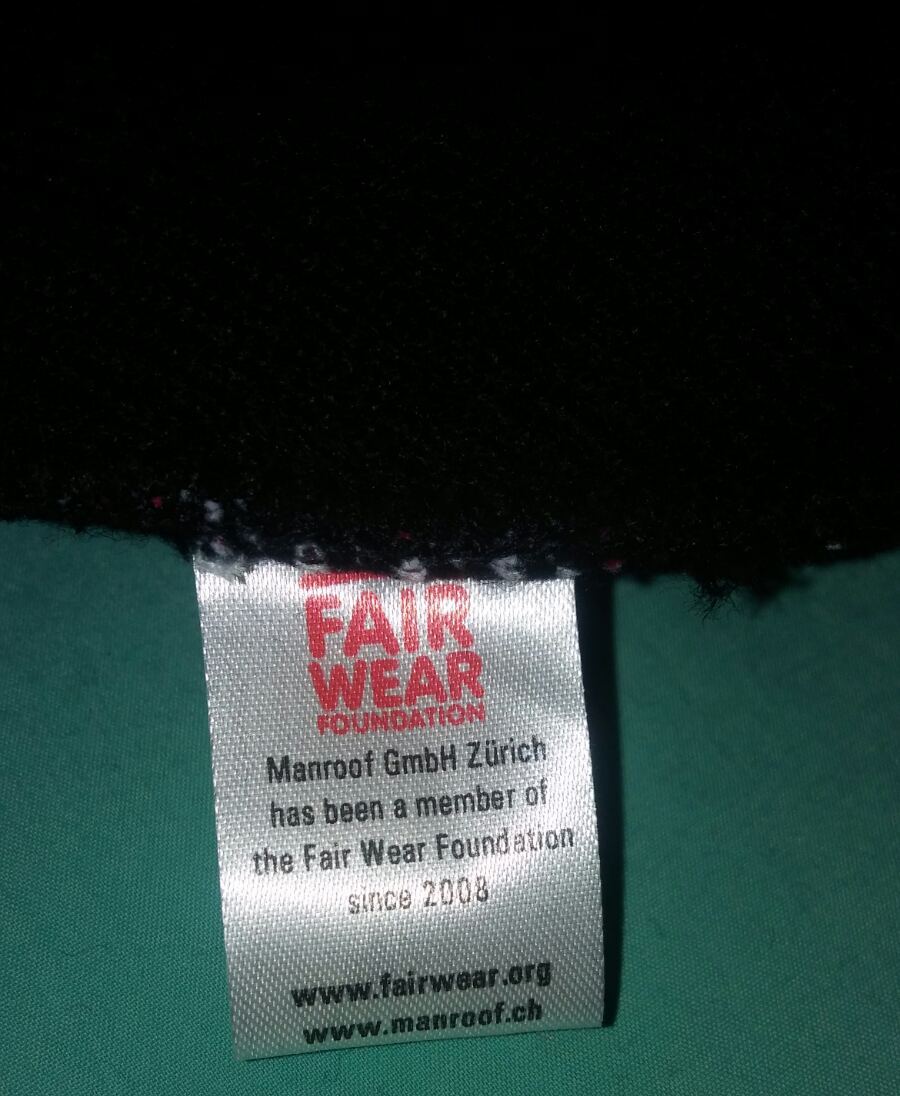 FAIR
WEAR
FOUNDATION
Manroof GmbH Zürich
has been a member of
the Fair Wear Foundation
since 2008
www.fairwear.org
www.manroof.ch